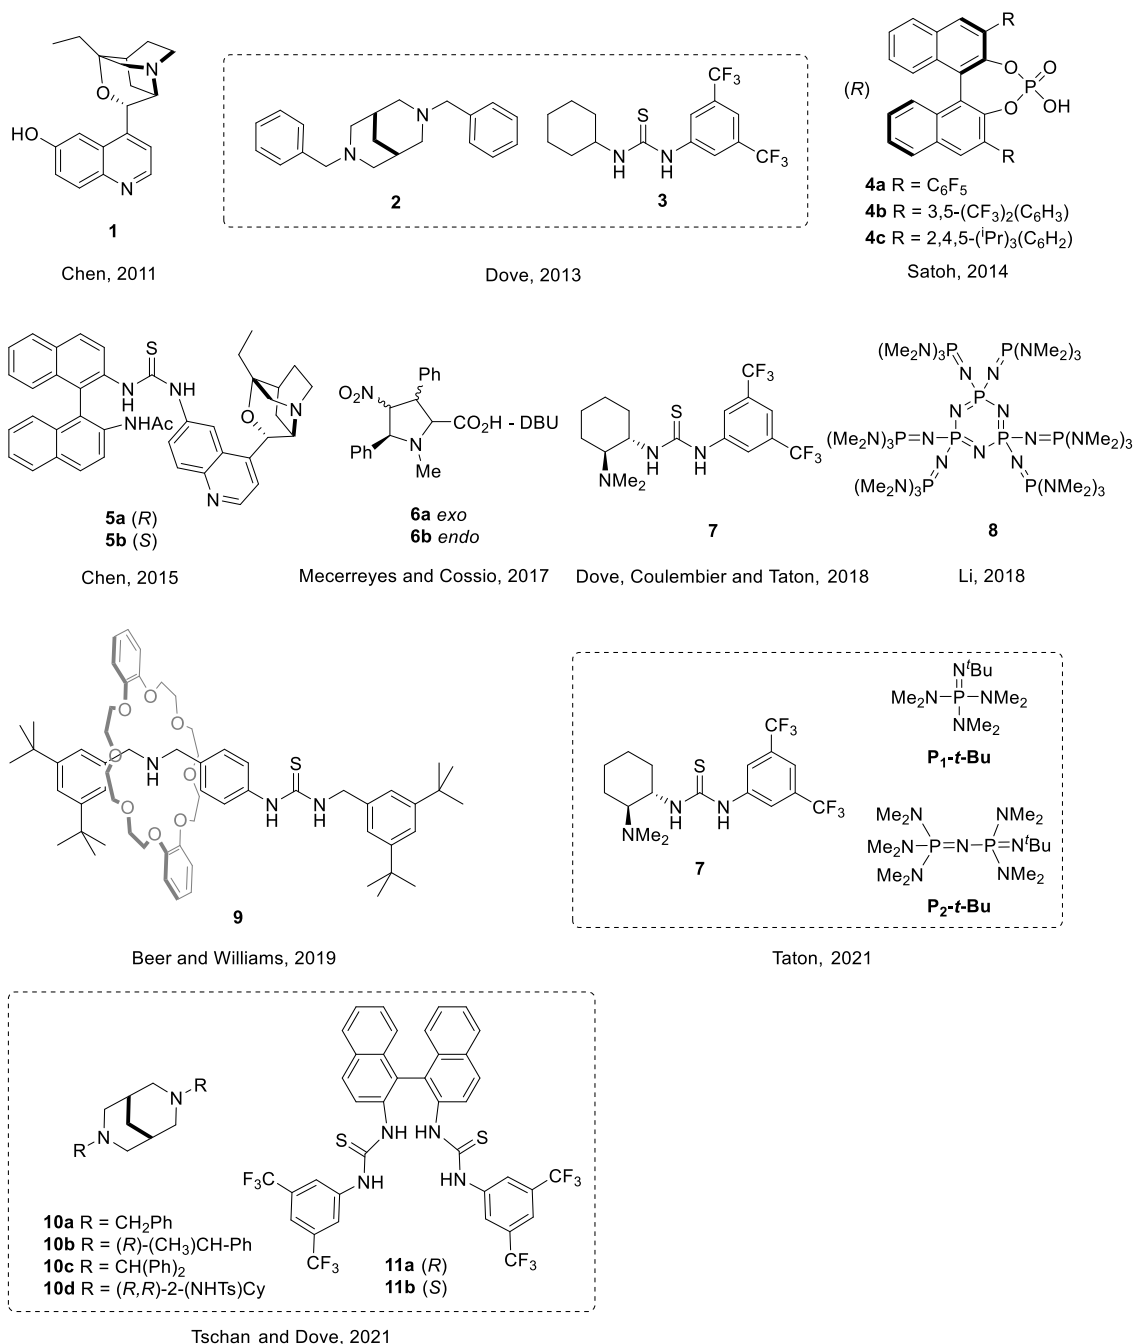 N
O
HO
N
1
Chen, 2011
N
N
2
CF3
S
N
H
N
H
CF3
3
Dove, 2013
R
(R)
O
O
P
O
OH
R
4a R = C6F5
4b R = 3,5-(CF3)2(C6H3)
4c R = 2,4,5-(iPr)3(C6H2)
Satoh, 2014
S
N
H
NH
NHAc
O
N
N
5a (R)
5b (S)
Chen, 2015
Ph
O2N
CO2H - DBU
Ph
N
Me
6a exo
6b endo
Mecerreyes and Cossio, 2017
CF3
S
N
H
N
H
CF3
NMe2
7
Dove, Coulembier and Taton, 2018
(Me2N)3P
P(NMe2)3
N
N
P
N
N
(Me2N)3P=N
P
P
N=P(NMe2)3
N
N
N
(Me2N)3P
P(NMe2)3
8
Li, 2018
O
O
O
O
O
O
O
O
N
H
S
N
H
N
H
9
Beer and Williams, 2019
CF3
S
N
H
N
H
CF3
NMe2
7
NtBu
Me2N
P
NMe2
NMe2
P1-t-Bu
Me2N
NMe2
Me2N
P=N
P=NtBu
Me2N
NMe2
P2-t-Bu
Taton, 2021
R
N
N
R
10a R = CH2Ph
10b R = (R)-(CH3)CH-Ph
10c R = CH(Ph)2
10d R = (R,R)-2-(NHTs)Cy
NH
HN
S
S
NH
NH
F3C
CF3
CF3
CF3
11a (R)
11b (S)
Tschan and Dove, 2021